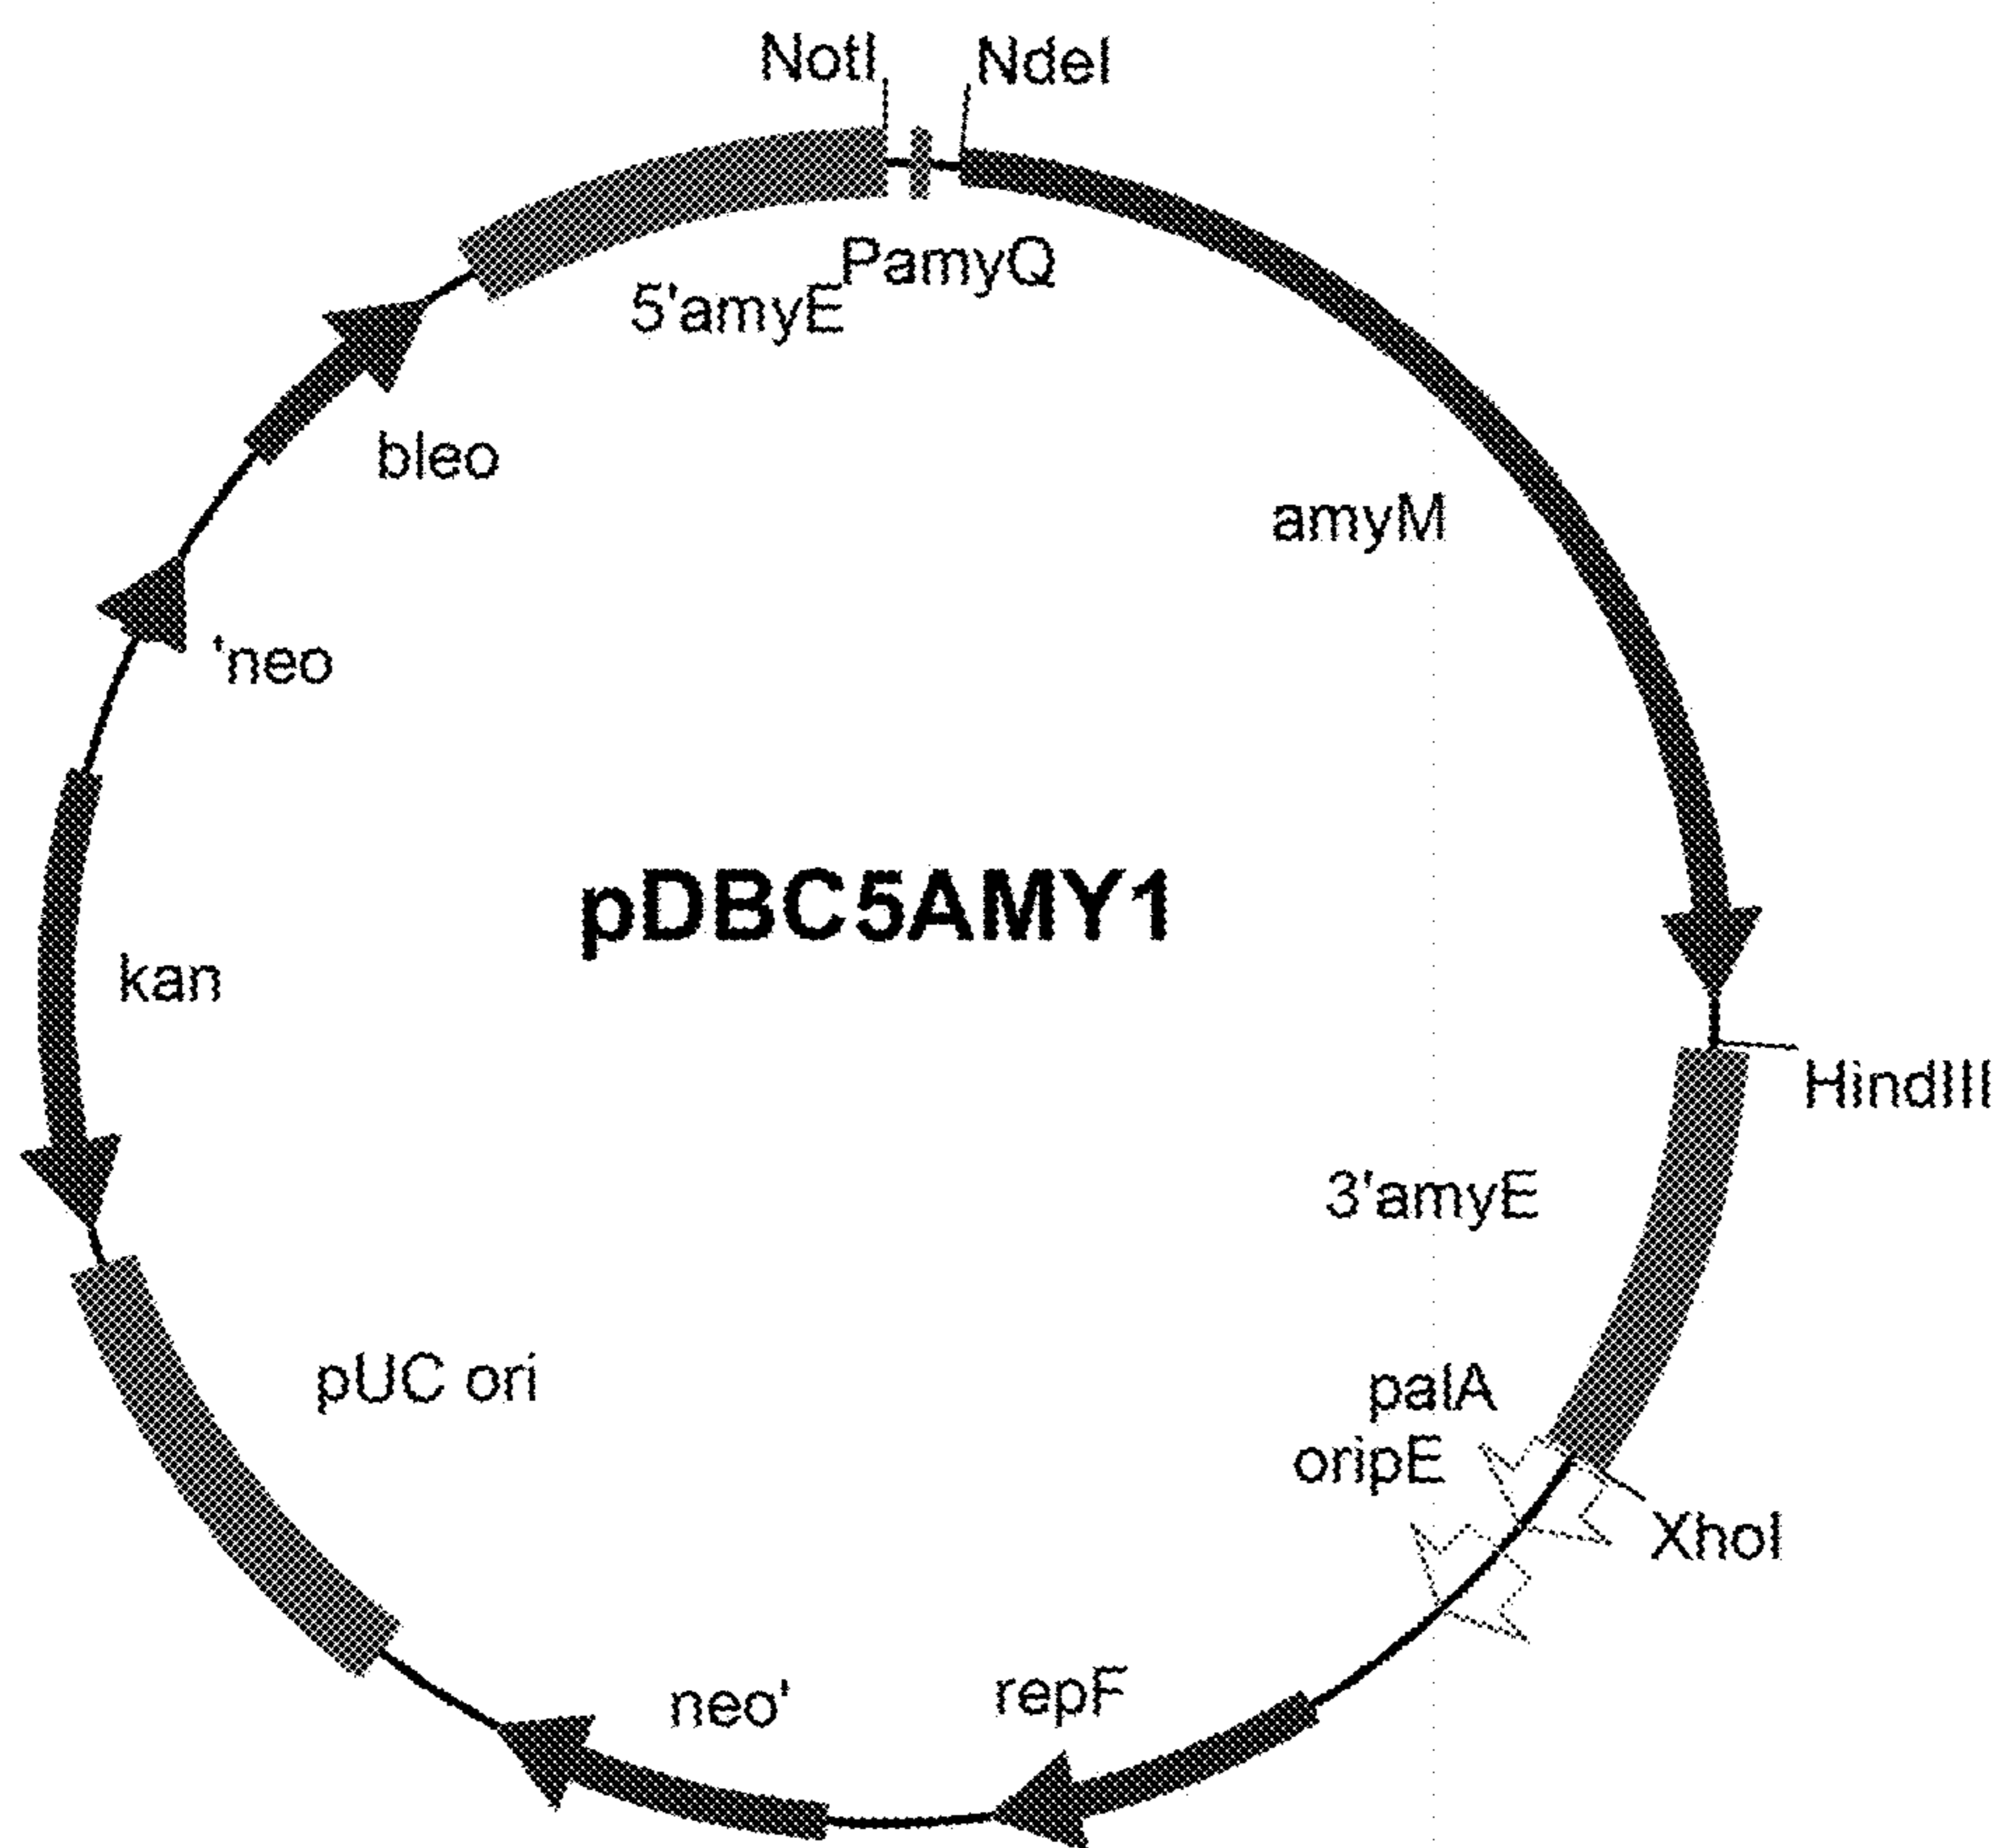 NotI
NdeI
PamyQ
5'amyE
bleo
amyM
'neo
pDBC5AMY1
kan
HindIII
3'amyE
pUC ori
palA
oripE
XhoI
neo'
repF